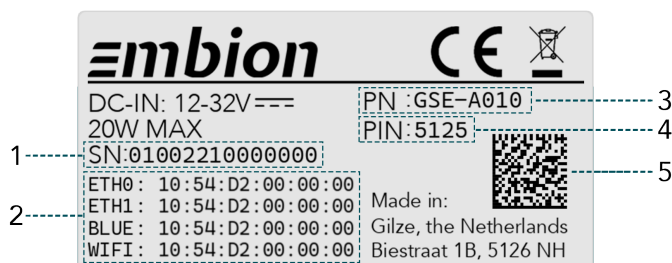 embion CE
DC-IN: 12-32V
20W MAX
SN:01002210000000
ETH0: 10:54:D2:00:00:00
ETH1: 10:54:D2:00:00:00
BLUE: 10:54:D2:00:00:00
WIFI: 10:54:D2:00:00:00
PN :GSE-A010
PIN:5125
Made in:
Gilze, the Netherlands
Biestraat 1B, 5126 NH
1
2
3
4
5